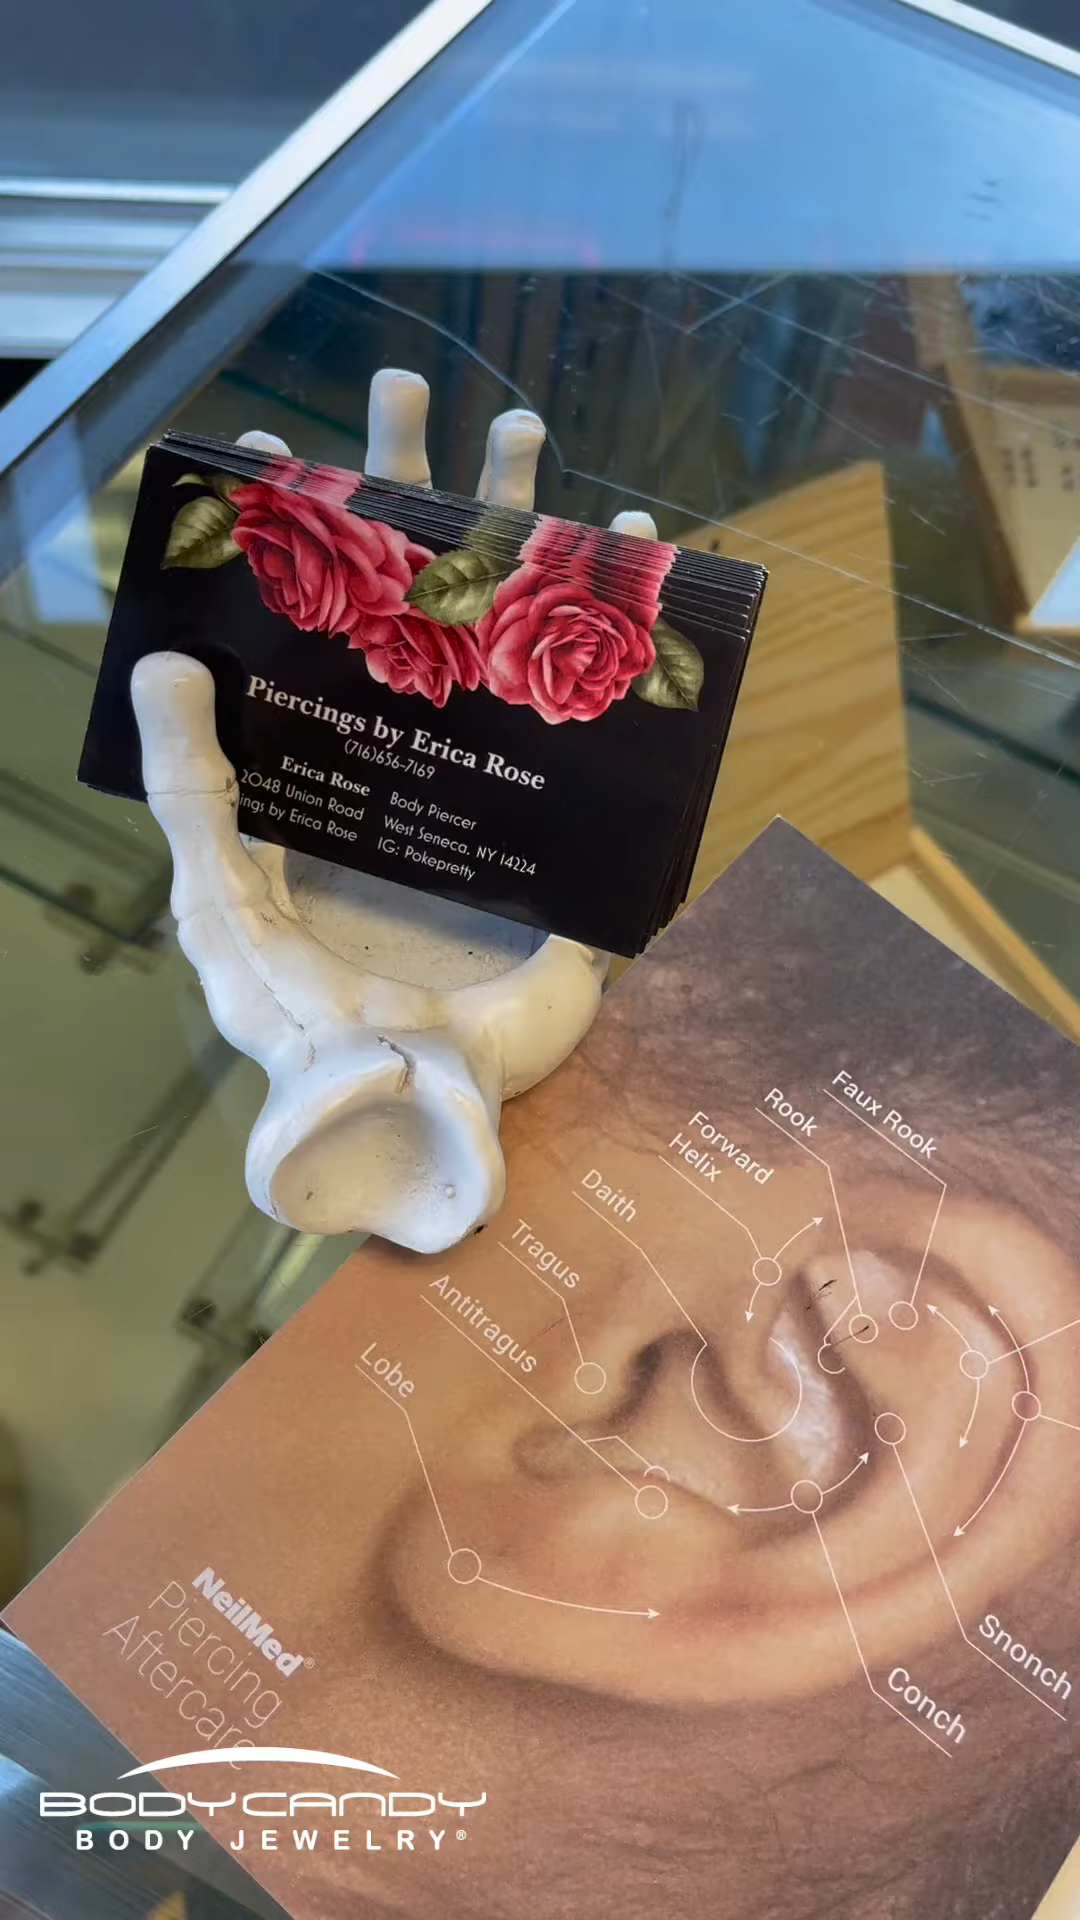 Piercings by Erica Rose
(716)656-7169
Erica Rose
Body Piercer
2048 Union Road
West Seneca, NY 14224
ings by Erica Rose
IG: Pokepretty
Faux Rook
Rook
Forward
Helix
Daith
Tragus
Antitragus
Lobe
Snonch
Conch
NeilMed®
Piercing
Aftercare
BODYCANDY
BODY JEWELRY®